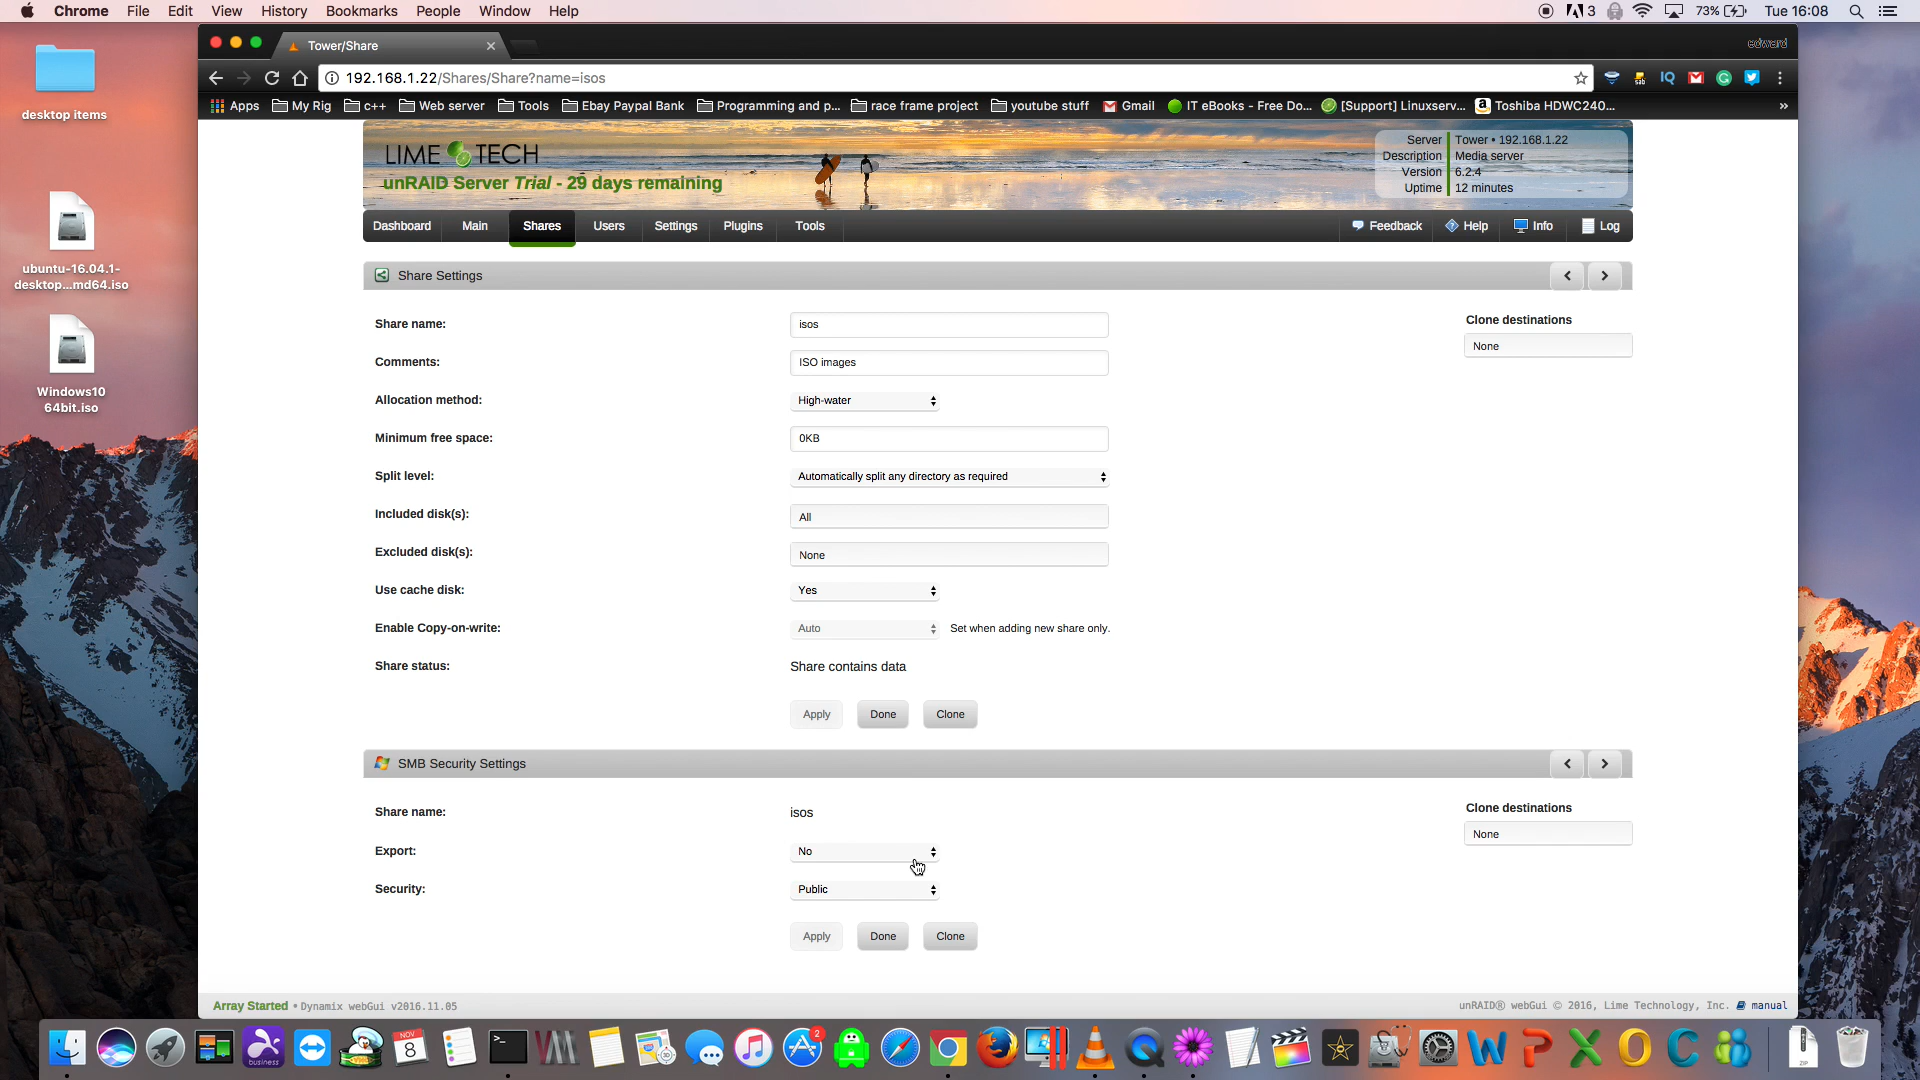 Chrome File Edit View History Bookmarks People Window Help
3 73% Tue 16:08
Tower/Share
edward
192.168.1.22/Shares/Share?name=isos
Apps My Rig c++ Web server Tools Ebay Paypal Bank Programming and p... race frame project youtube stuff Gmail IT eBooks - Free Do... [Support] Linuxserv... Toshiba HDWC240... »
desktop items
ubuntu-16.04.1-
desktop...md64.iso
Windows10
64bit.iso
LIME TECH
unRAID Server Trial - 29 days remaining
Server Tower • 192.168.1.22
Description Media server
Version 6.2.4
Uptime 12 minutes
Dashboard Main Shares Users Settings Plugins Tools Feedback Help Info Log
Share Settings
Share name: isos
Clone destinations
None
Comments: ISO images
Allocation method: High-water
Minimum free space: 0KB
Split level: Automatically split any directory as required
Included disk(s): All
Excluded disk(s): None
Use cache disk: Yes
Enable Copy-on-write: Auto Set when adding new share only.
Share status: Share contains data
Apply Done Clone
SMB Security Settings
Share name: isos
Clone destinations
None
Export: No
Security: Public
Apply Done Clone
Array Started • Dynamix webGui v2016.11.05
unRAID® webGui © 2016, Lime Technology, Inc. manual
business
NOV
8
2
ZIP